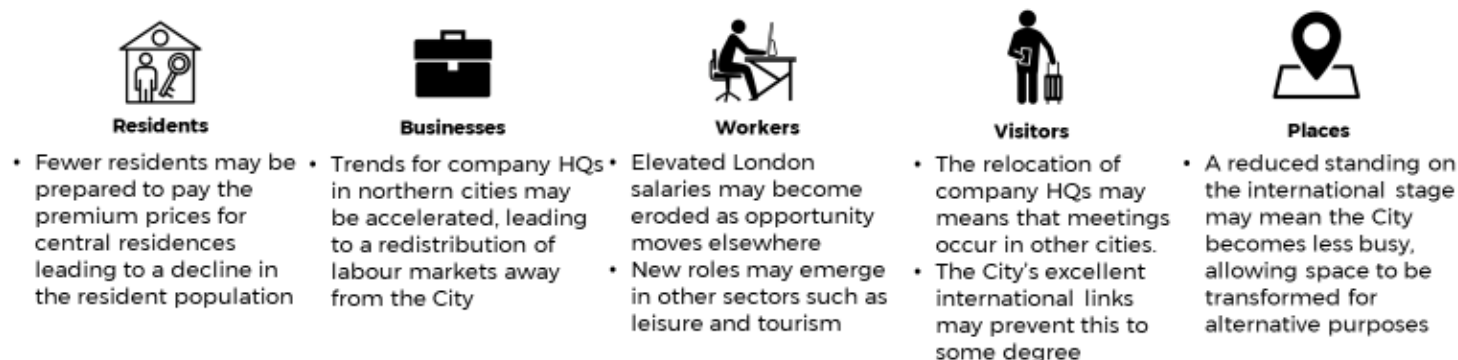 Residents
• Fewer residents may be
prepared to pay the
premium prices for
central residences
leading to a decline in
the resident population
Businesses
• Trends for company HQs
in northern cities may
be accelerated, leading
to a redistribution of
labour markets away
from the City
Workers
• Elevated London
salaries may become
eroded as opportunity
moves elsewhere
• New roles may emerge
in other sectors such as
leisure and tourism
Visitors
• The relocation of
company HQs may
means that meetings
occur in other cities.
• The City's excellent
international links
may prevent this to
some degree
Places
• A reduced standing on
the international stage
may mean the City
becomes less busy,
allowing space to be
transformed for
alternative purposes